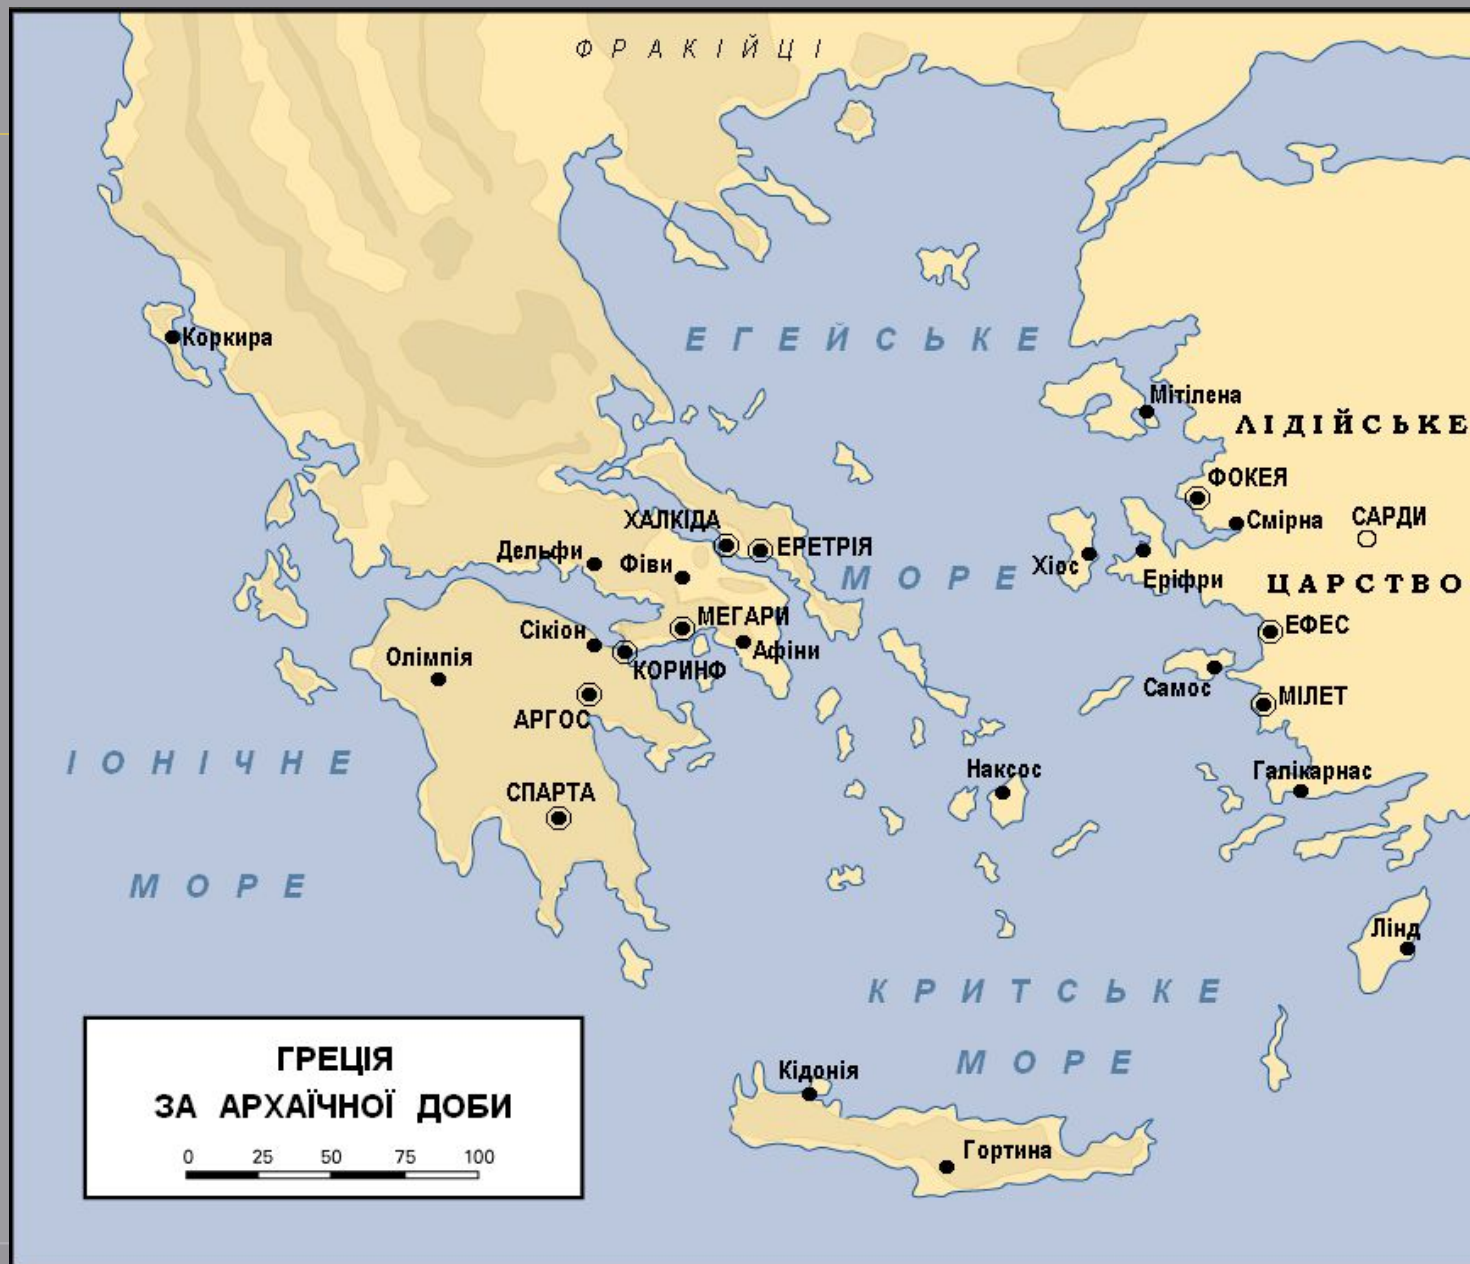 ФРАКІЙЦІ
ЕГЕЙСЬКЕ
Коркира
Мітілена
ЛІДІЙСЬКЕ
ФОКЕЯ
ХАЛКІДА
Смірна
САРДИ
Дельфи
Фіви
ЕРЕТРІЯ
МОРЕ
Хіос
Еріфри
ЦАРСТВО
МЕГАРИ
Сікіон
Афіни
ЕФЕС
Олімпія
КОРИНФ
Самос
МІЛЕТ
АРГОС
ІОНІЧНЕ
Наксос
Галікарнас
СПАРТА
МОРЕ
Лінд
КРИТСЬКЕ
МОРЕ
Кідонія
Гортина
ГРЕЦІЯ
ЗА АРХАЇЧНОЇ ДОБИ
0 25 50 75 100